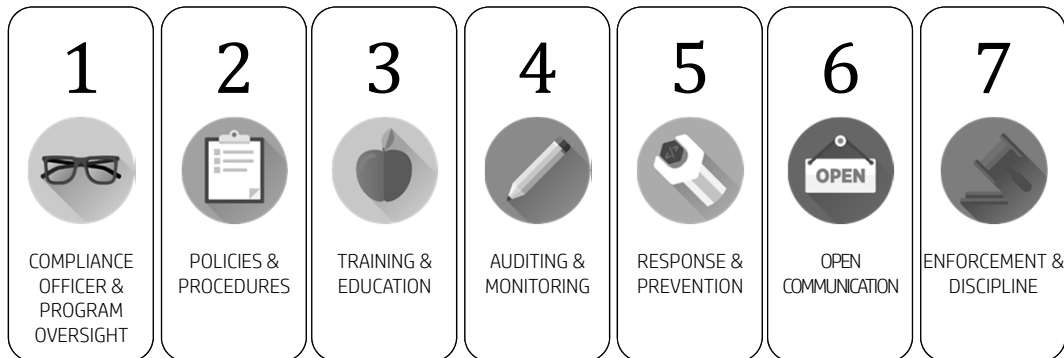 1
COMPLIANCE
OFFICER &
PROGRAM
OVERSIGHT
2
POLICIES &
PROCEDURES
3
TRAINING &
EDUCATION
4
AUDITING &
MONITORING
5
RESPONSE &
PREVENTION
6
OPEN
OPEN
COMMUNICATION
7
ENFORCEMENT &
DISCIPLINE